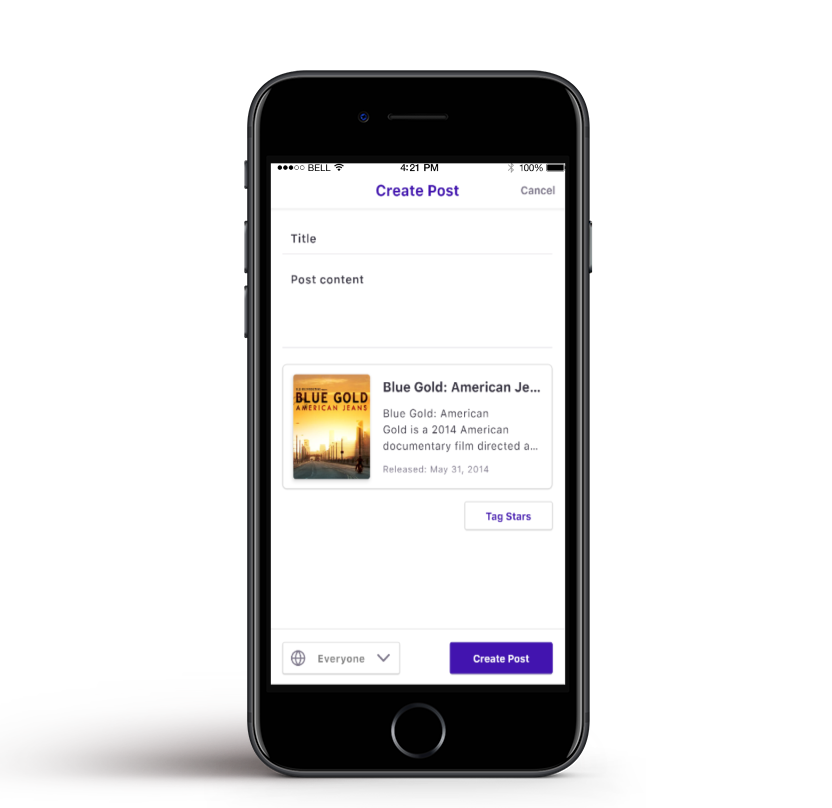 BELL 4:21 PM 100%
Create Post Cancel
Title
Post content
BLUE GOLD
AMERICAN JEANS
Blue Gold: American Je...
Blue Gold: American
Gold is a 2014 American
documentary film directed a...
Released: May 31, 2014
Tag Stars
Everyone Create Post